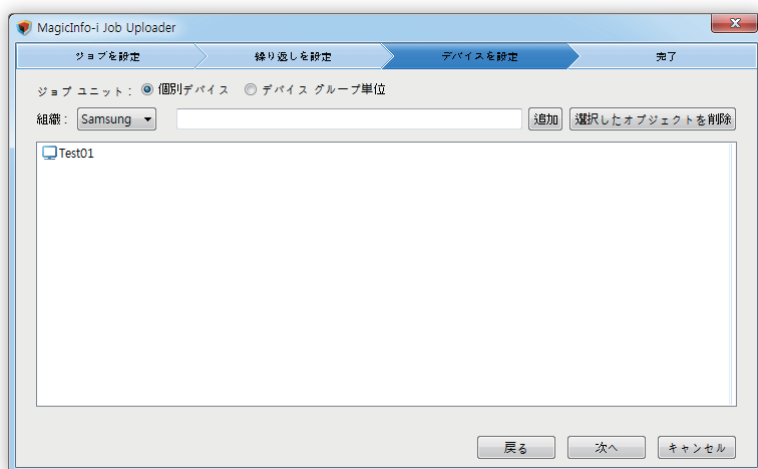 MagicInfo-i Job Uploader
ジョブを設定 繰り返しを設定 デバイスを設定 完了
ジョブ ユニット : 個別デバイス デバイス グループ単位
組織 : Samsung 追加 選択したオブジェクトを削除
Test01
戻る 次へ キャンセル